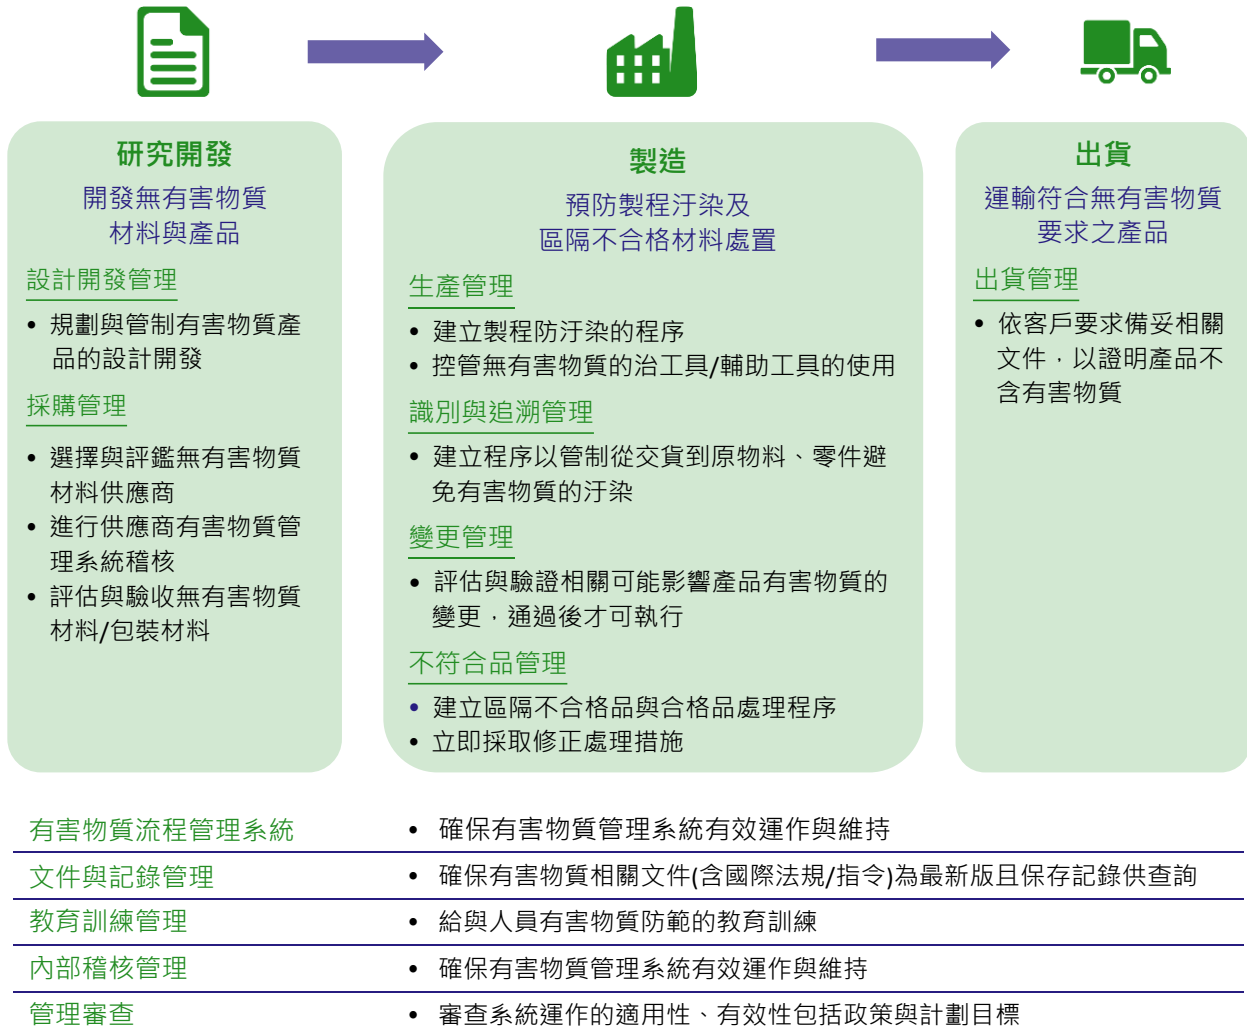 研究開發
開發無有害物質
材料與產品
設計開發管理
• 規劃與管制有害物質產
品的設計開發
採購管理
• 選擇與評鑑無有害物質
材料供應商
• 進行供應商有害物質管
理系統稽核
• 評估與驗收無有害物質
材料/包裝材料
製造
預防製程汙染及
區隔不合格材料處置
生產管理
• 建立製程防汙染的程序
• 控管無有害物質的治工具/輔助工具的使用
識別與追溯管理
• 建立程序以管制從交貨到原物料、零件避
免有害物質的汙染
變更管理
• 評估與驗證相關可能影響產品有害物質的
變更，通過後才可執行
不符合品管理
• 建立區隔不合格品與合格品處理程序
• 立即採取修正處理措施
出貨
運輸符合無有害物質
要求之產品
出貨管理
• 依客戶要求備妥相關
文件，以證明產品不
含有害物質
有害物質流程管理系統 • 確保有害物質管理系統有效運作與維持
文件與記錄管理 • 確保有害物質相關文件(含國際法規/指令)為最新版且保存記錄供查詢
教育訓練管理 • 給與人員有害物質防範的教育訓練
內部稽核管理 • 確保有害物質管理系統有效運作與維持
管理審查 • 審查系統運作的適用性、有效性包括政策與計劃目標